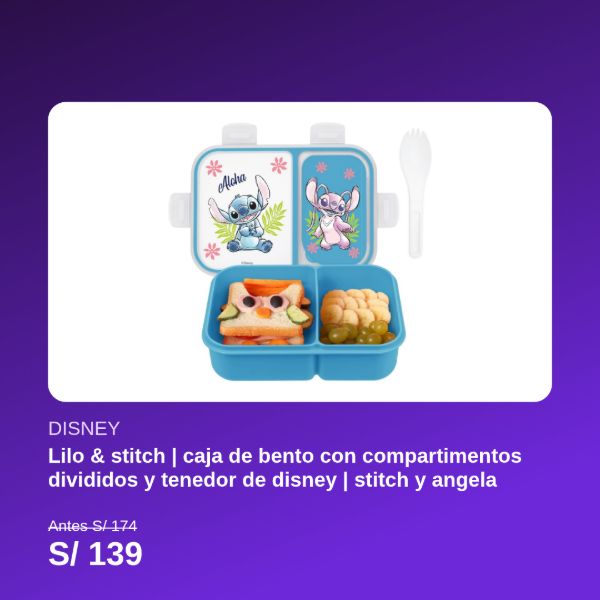 Aloha
DISNEY
Lilo & stitch | caja de bento con compartimentos
divididos y tenedor de disney | stitch y angela
Antes S/ 174
S/ 139